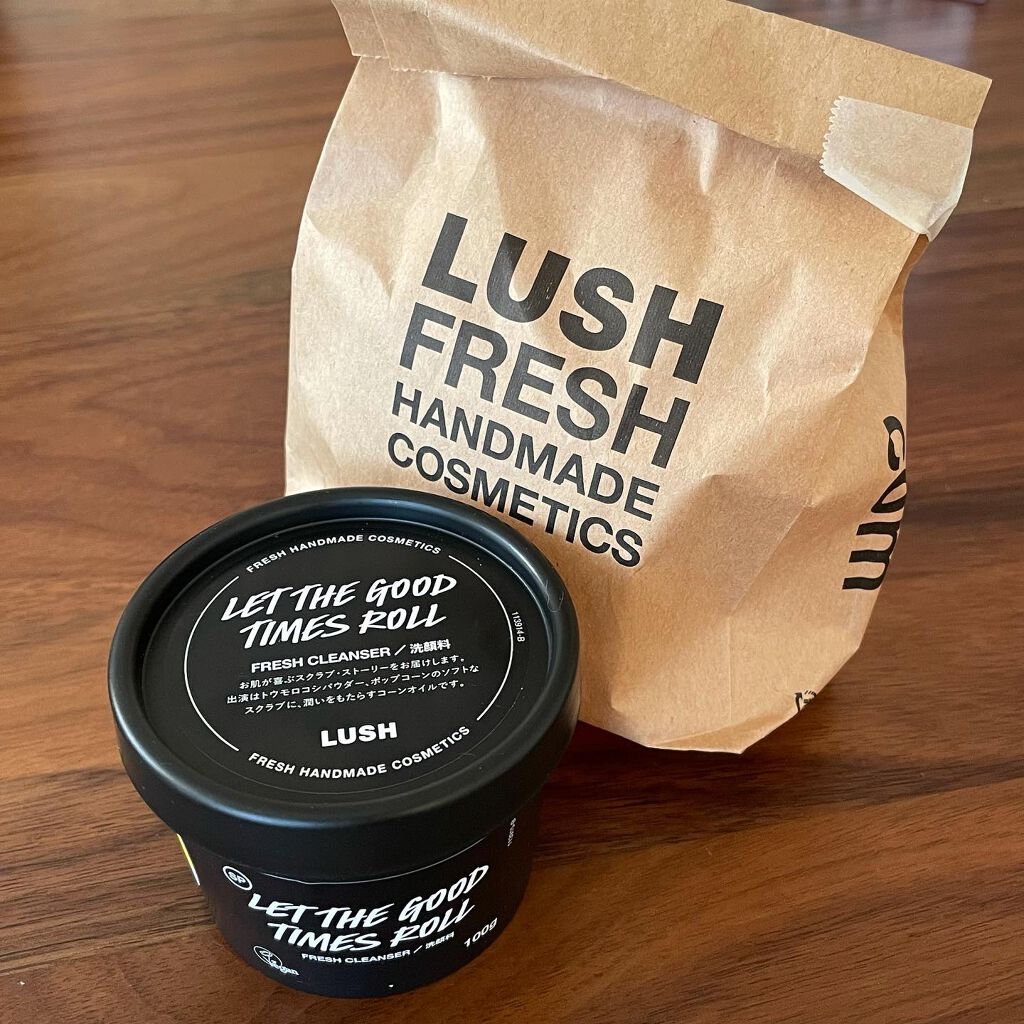 LUSH
FRESH
HANDMADE
COSMETICS
com
FRESH HANDMADE COSMETICS
LET THE GOOD
TIMES ROLL
FRESH CLEANSER / 洗顔料
お肌が喜ぶスクラブ・ストーリーをお届けします。
出演はトウモロコシパウダー、ポップコーンのソフトな
スクラブに、潤いをもたらすコーンオイルです。
113914-B
LUSH
FRESH HANDMADE COSMETICS
SP
LET THE GOOD
TIMES ROLL
FRESH CLEANSER / 洗顔料
100g